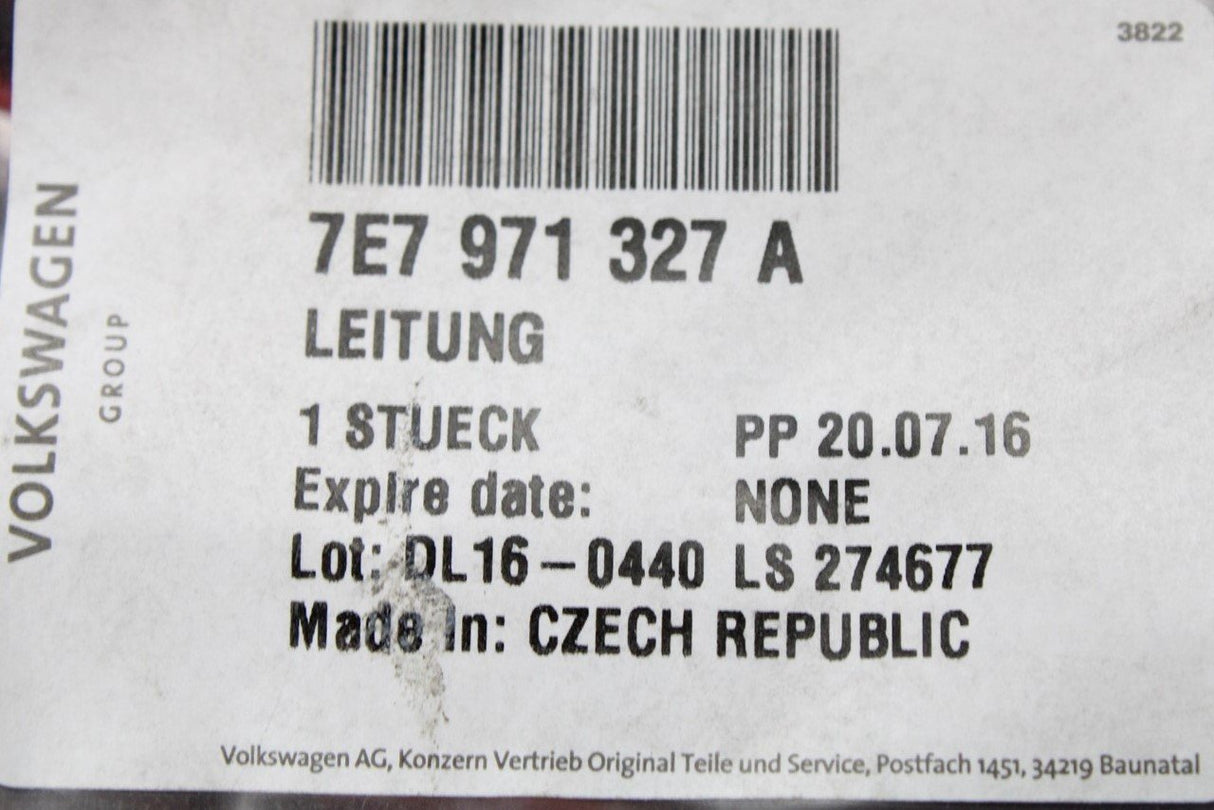 3822
VOLKSWAGEN
GROUP
7E7 971 327 A
LEITUNG
1 STUECK PP 20.07.16
Expire date: NONE
Lot: DL16-0440 LS 274677
Made in: CZECH REPUBLIC
Volkswagen AG, Konzern Vertrieb Original Teile und Service, Postfach 1451, 34219 Baunatal